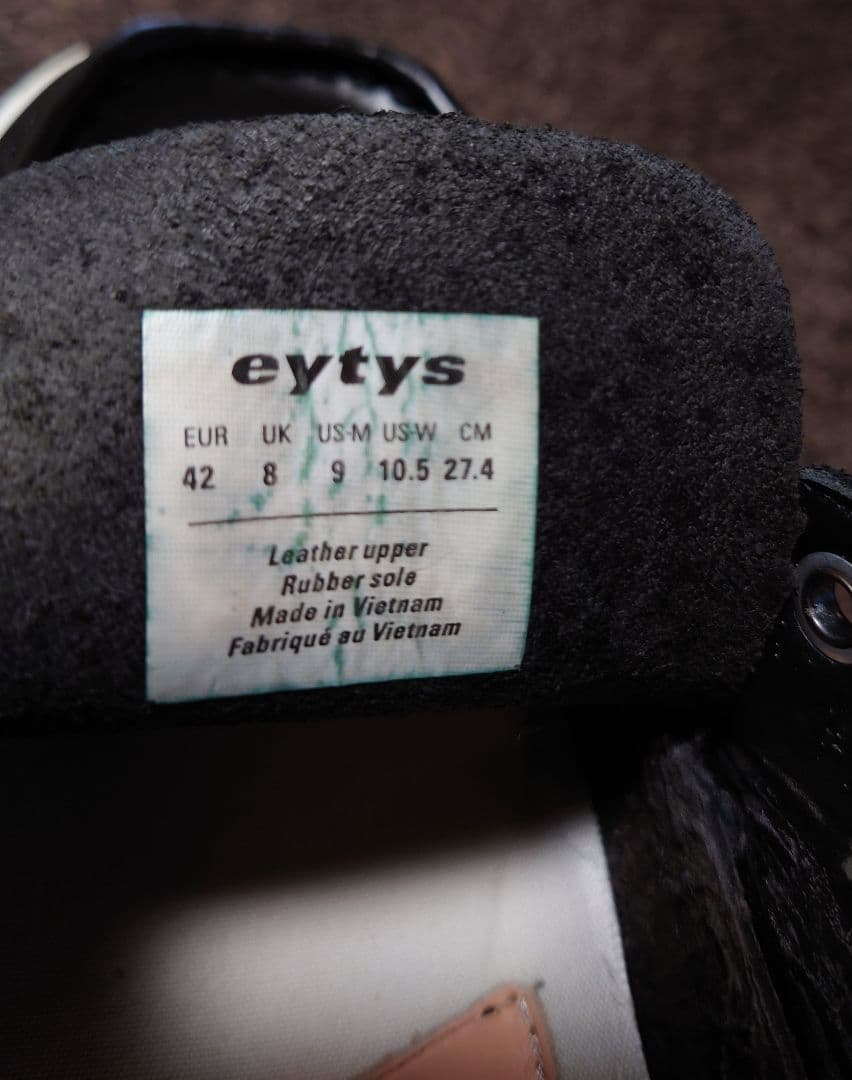 eytys
EUR UK US-M US-W CM
42 8 9 10.5 27.4
Leather upper
Rubber sole
Made in Vietnam
Fabriqué au Vietnam